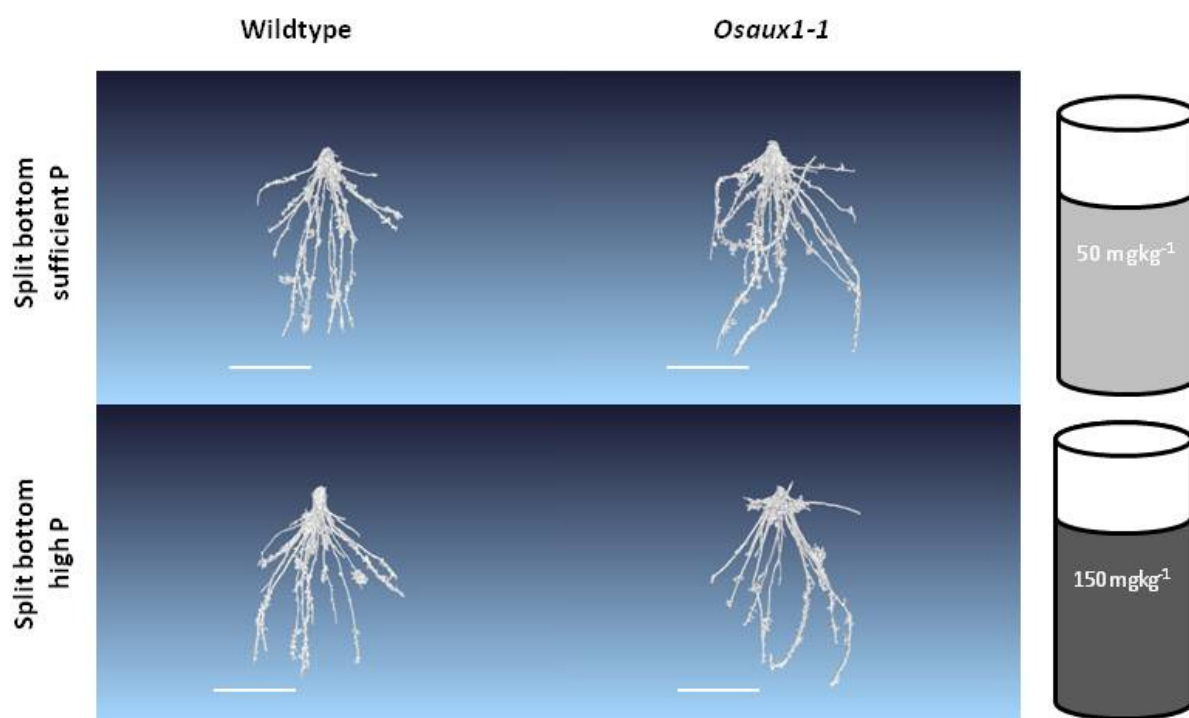 Wildtype
Osaux1-1
Split bottom
sufficient P
50 mgkg⁻¹
Split bottom
high P
150 mgkg⁻¹